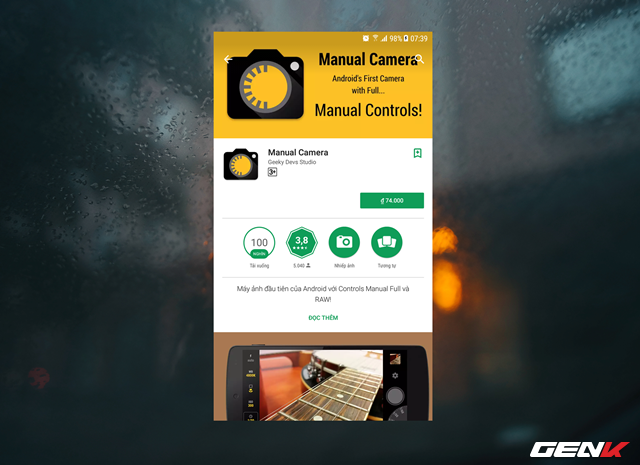 98% 07:39
Manual Camera
Android's First Camera
with Full...
Manual Controls!
Manual Camera
Geeky Devs Studio
3+
₫ 74.000
100
NGHÌN
3,8
Tải xuống
5.040
Nhiếp ảnh
Tương tự
Máy ảnh đầu tiên của Android với Controls Manual Full và
RAW!
ĐỌC THÊM
GENK